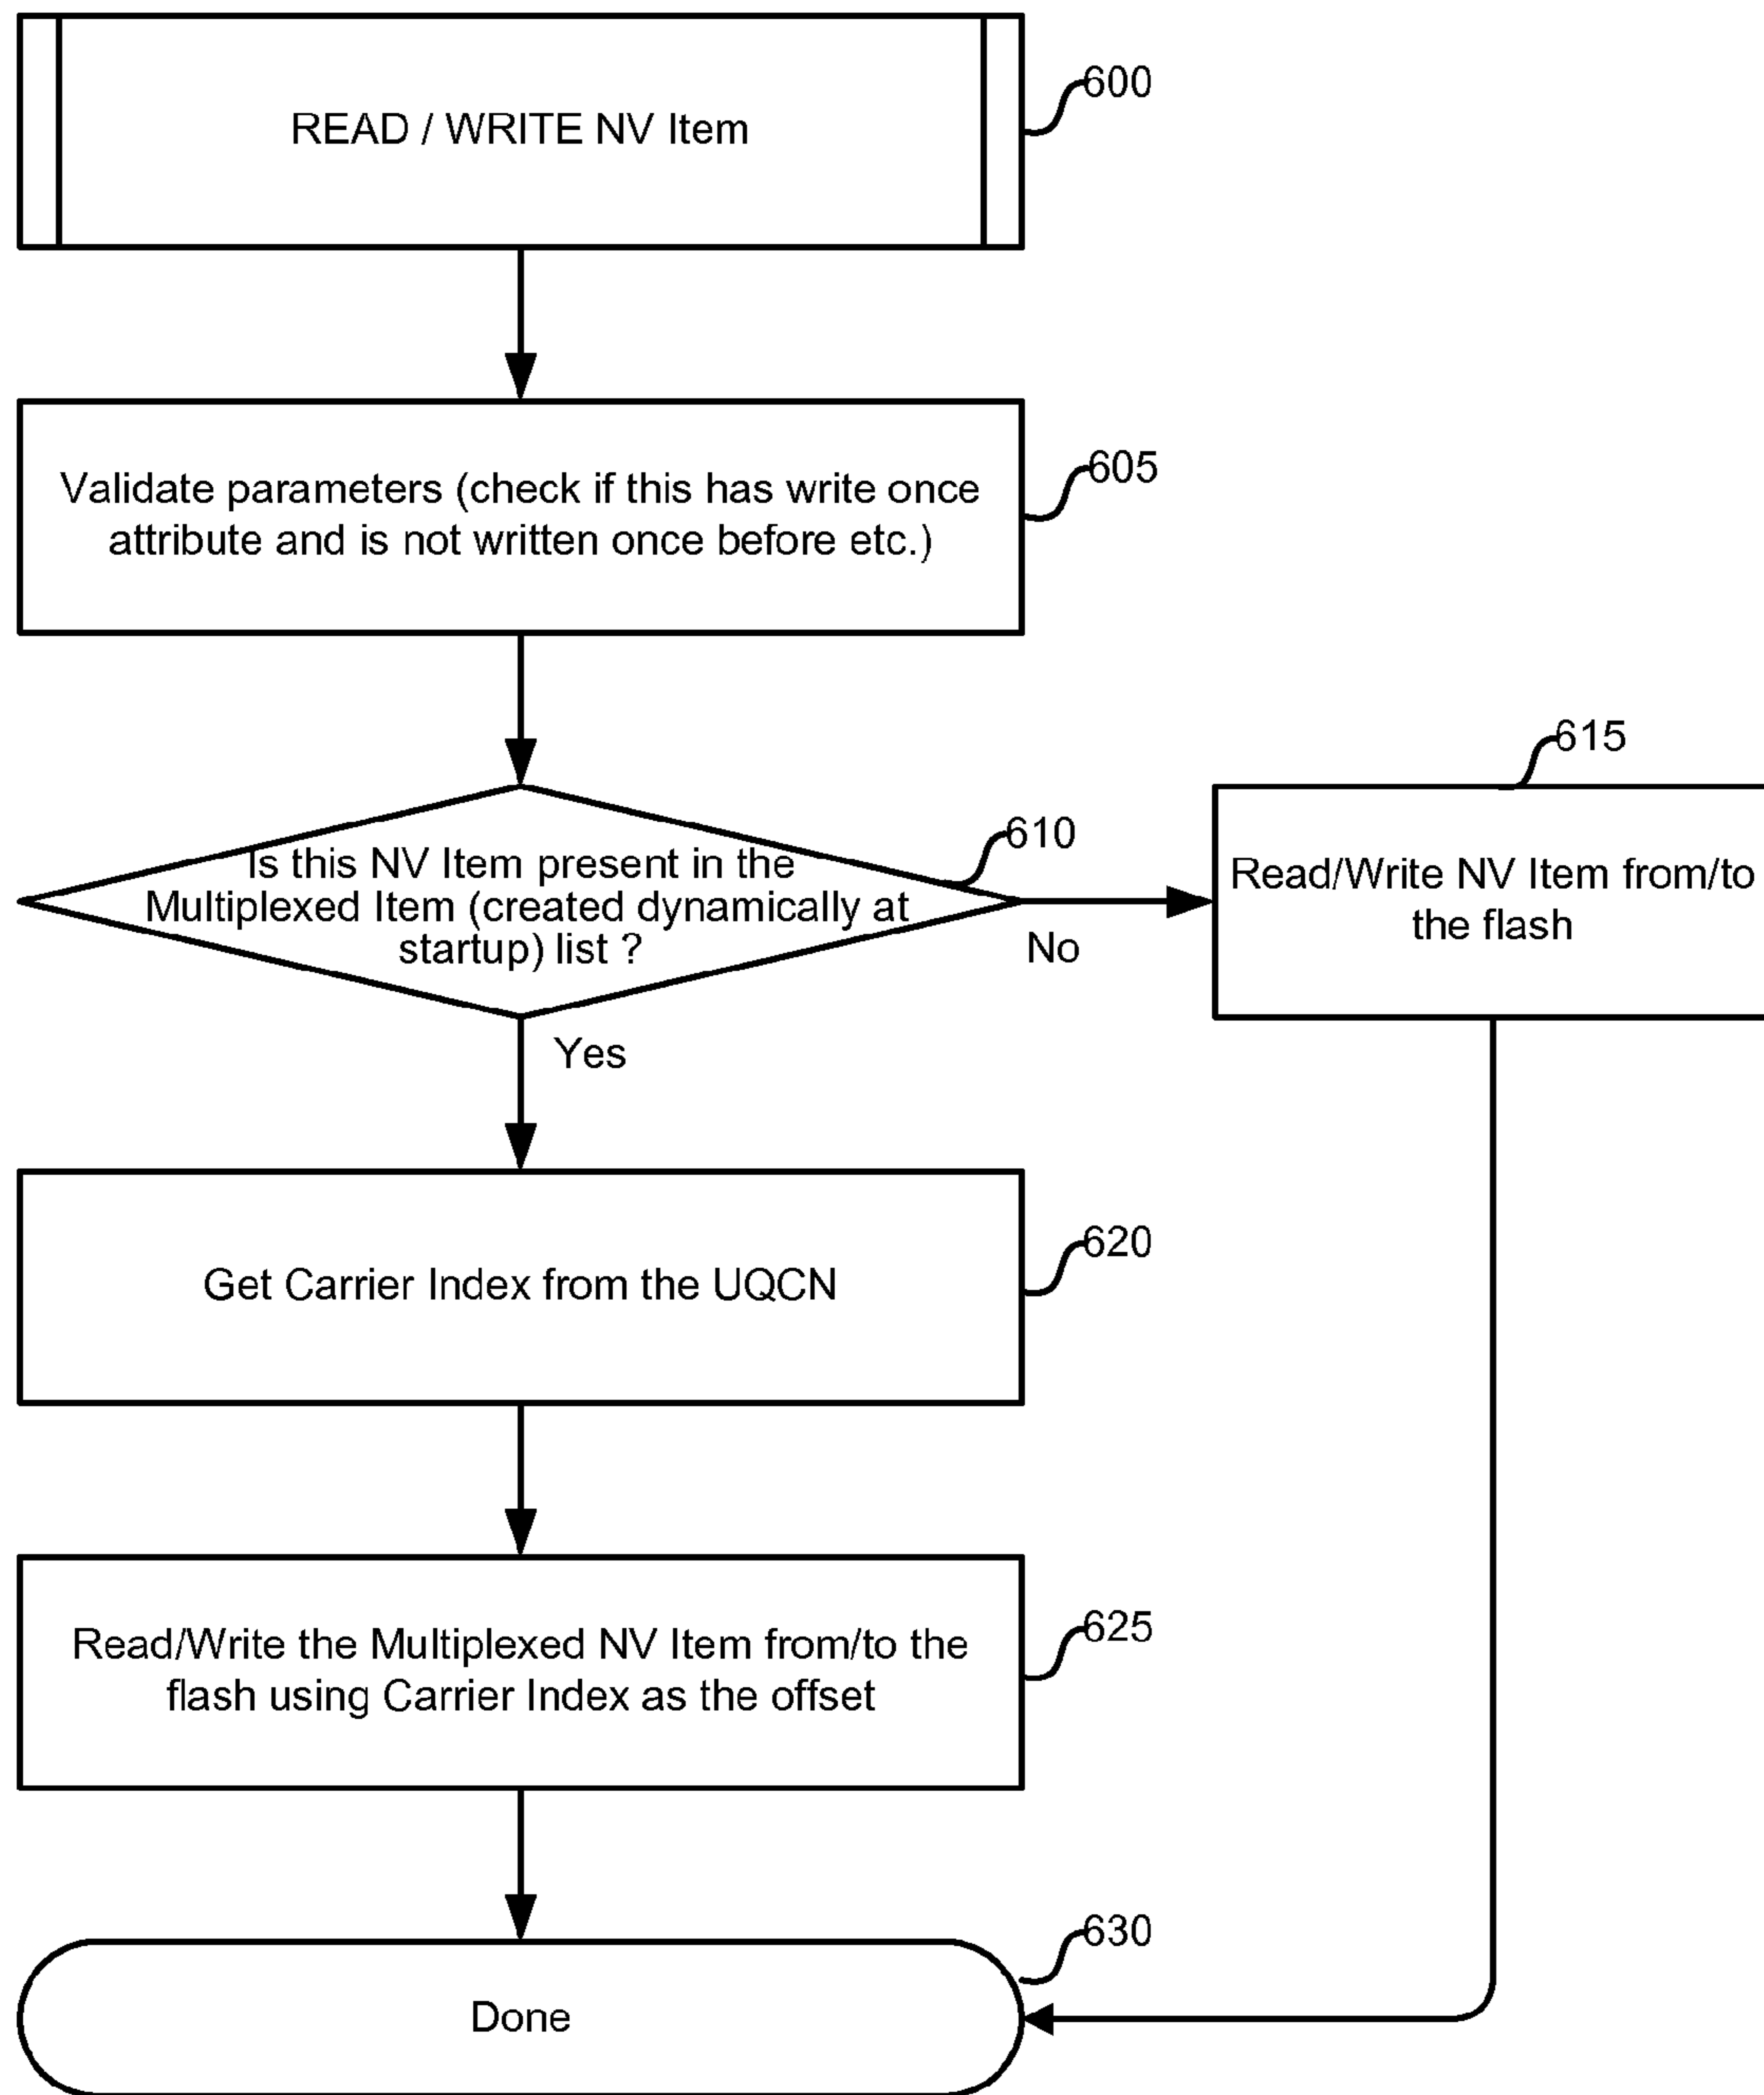 READ / WRITE NV Item
600
Validate parameters (check if this has write once
attribute and is not written once before etc.)
605
Is this NV Item present in the
Multiplexed Item (created dynamically at
startup) list ?
610
No
Yes
615
Read/Write NV Item from/to
the flash
Get Carrier Index from the UQCN
620
Read/Write the Multiplexed NV Item from/to the
flash using Carrier Index as the offset
625
Done
630